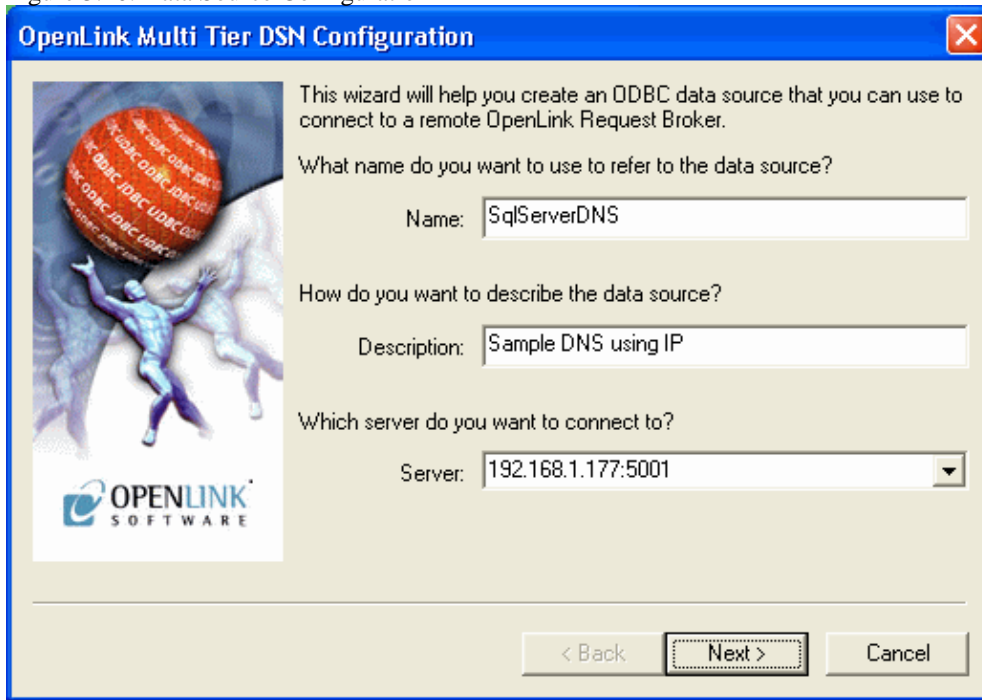 OpenLink Multi Tier DSN Configuration
This wizard will help you create an ODBC data source that you can use to
connect to a remote OpenLink Request Broker.
What name do you want to use to refer to the data source?
Name: SqlServerDNS
How do you want to describe the data source?
Description: Sample DNS using IP
Which server do you want to connect to?
Server: 192.168.1.177:5001
OPENLINK
SOFTWARE
< Back
Next >
Cancel